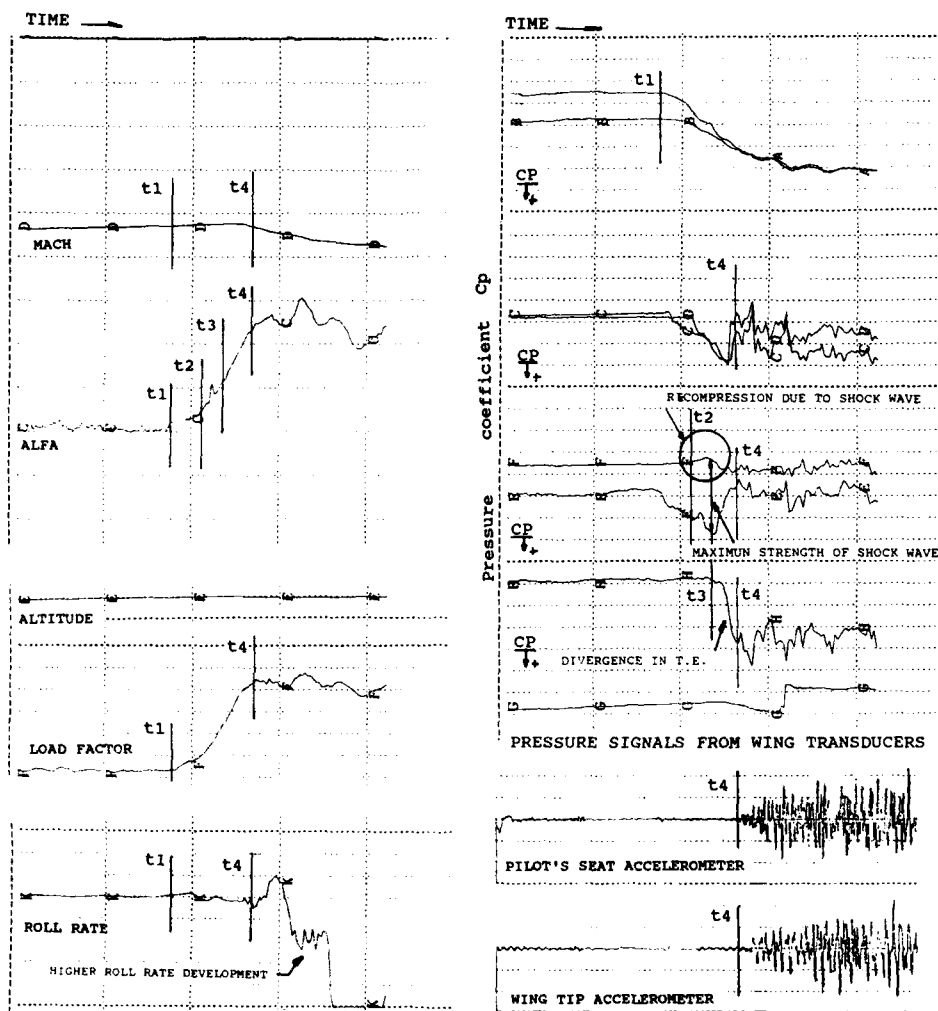 TIME
t1
t4
MACH
t4
t3
t2
t1
ALFA
ALTITUDE
t4
t1
LOAD FACTOR
t1
t4
ROLL RATE
HIGHER ROLL RATE DEVELOPMENT
TIME
t1
CP
+
t4
Pressure coefficient Cp
CP
+
RECOMPRESSION DUE TO SHOCK WAVE
t2
t4
CP
+
MAXIMUN STRENGTH OF SHOCK WAVE
t3
t4
CP
+
DIVERGENCE IN T.E.
PRESSURE SIGNALS FROM WING TRANSDUCERS
t4
PILOT'S SEAT ACCELEROMETER
t4
WING TIP ACCELEROMETER